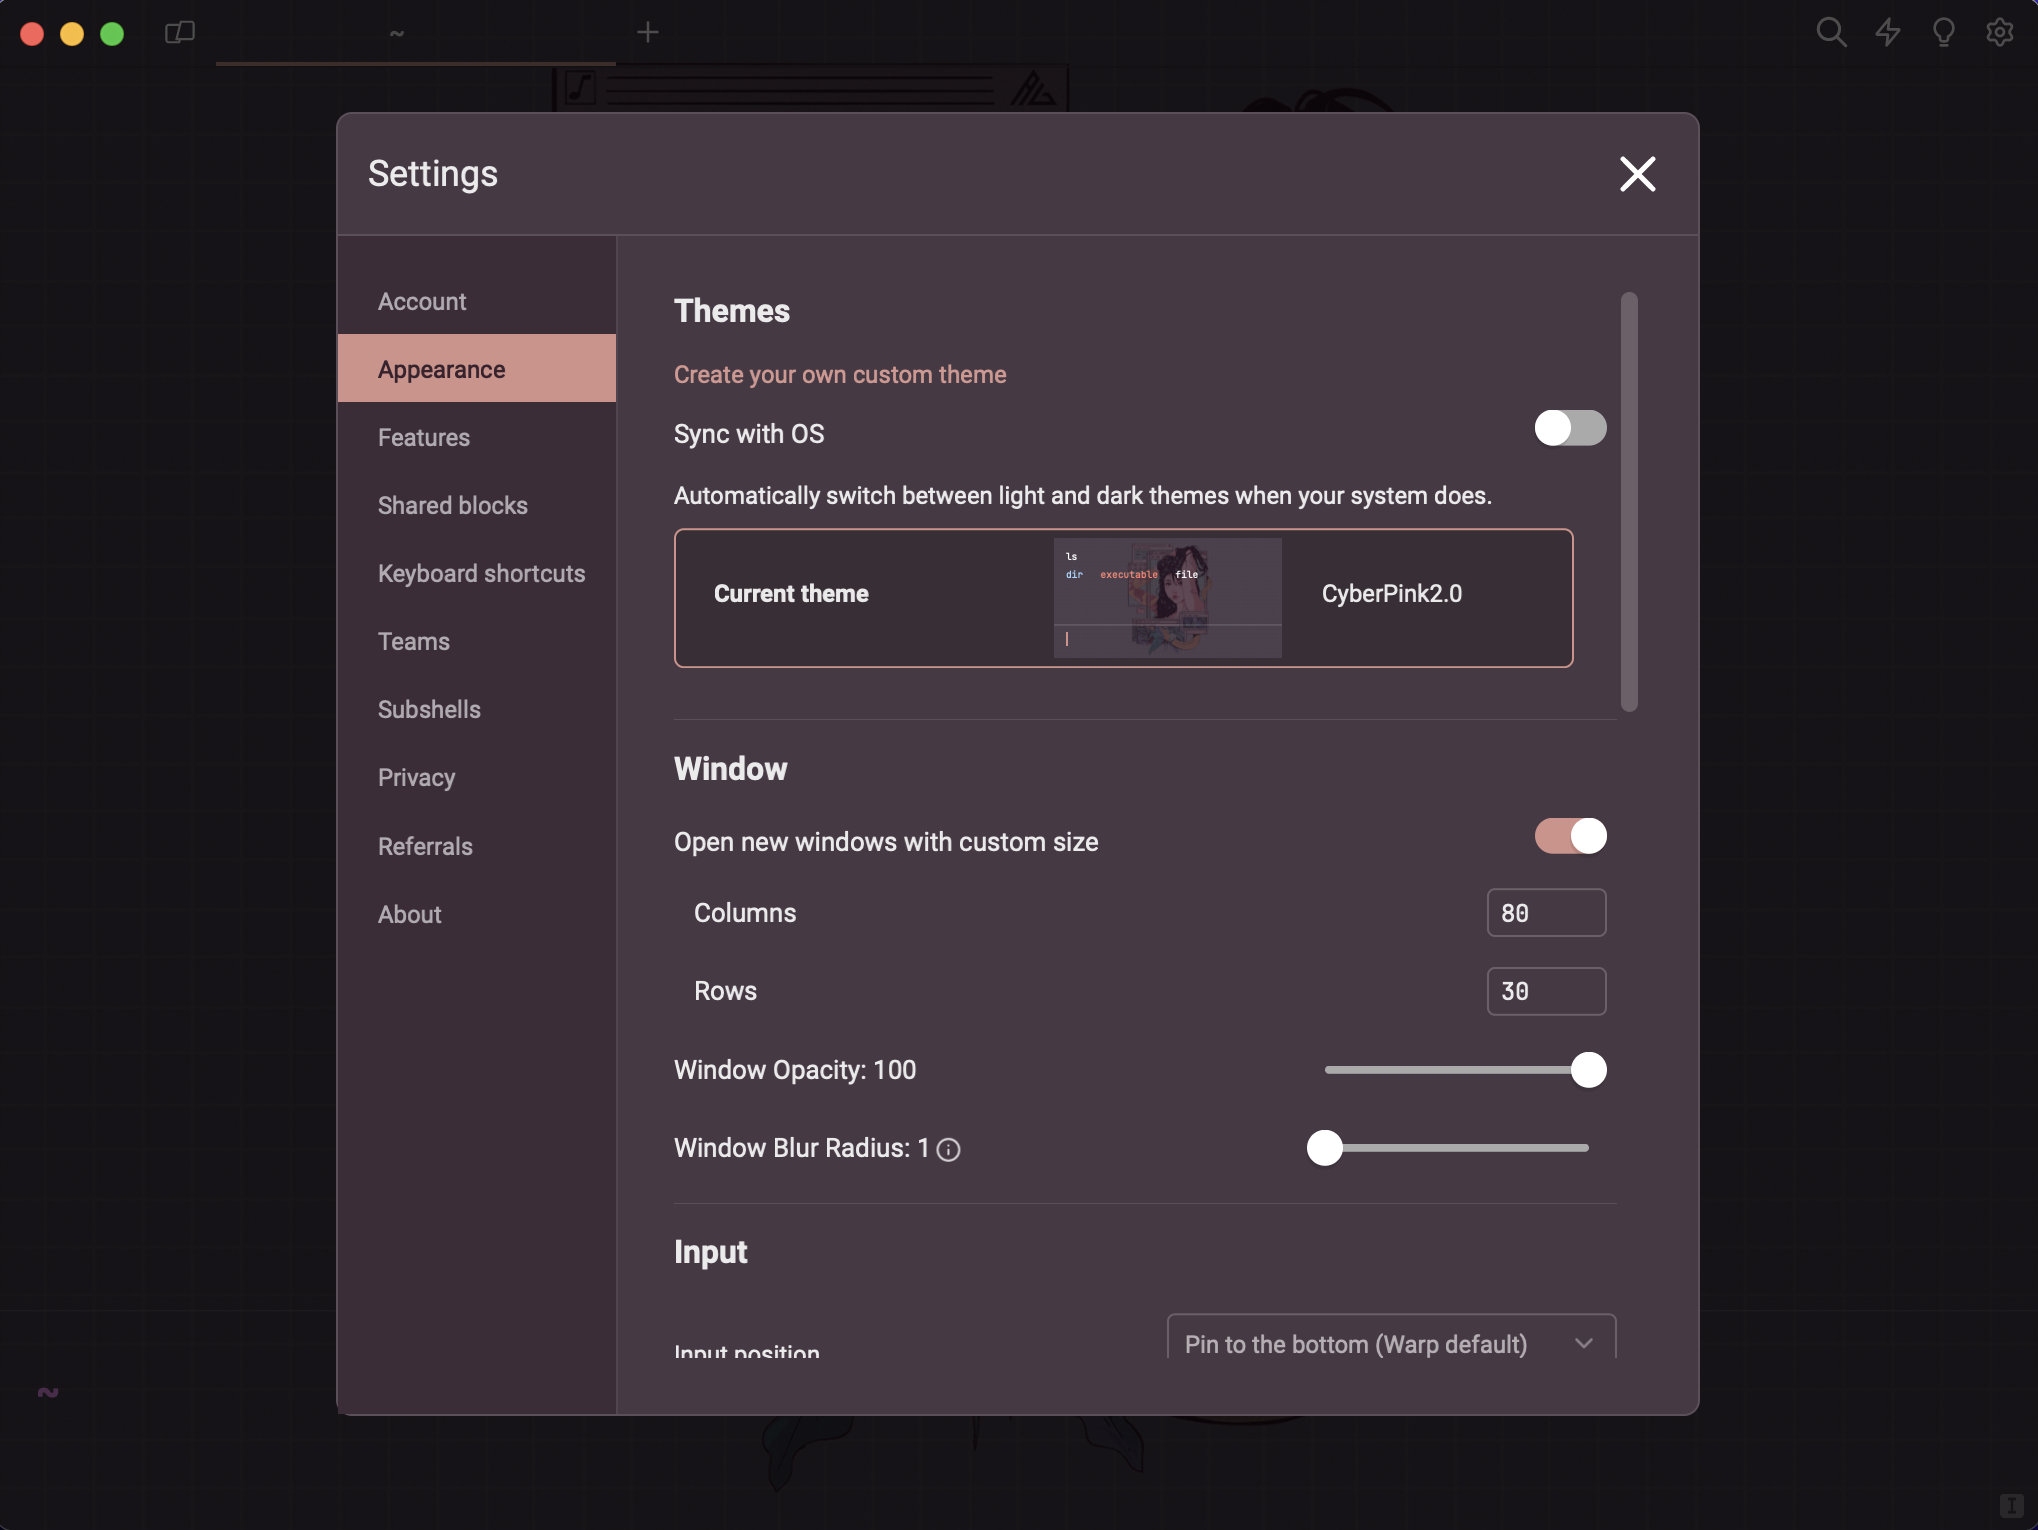 ~
Settings
Account
Appearance
Features
Shared blocks
Keyboard shortcuts
Teams
Subshells
Privacy
Referrals
About
Themes
Create your own custom theme
Sync with OS
Automatically switch between light and dark themes when your system does.
Current theme
ls
dir executable file
CyberPink2.0
Window
Open new windows with custom size
Columns
80
Rows
30
Window Opacity: 100
Window Blur Radius: 1
Input
Input position
Pin to the bottom (Warp default)
~